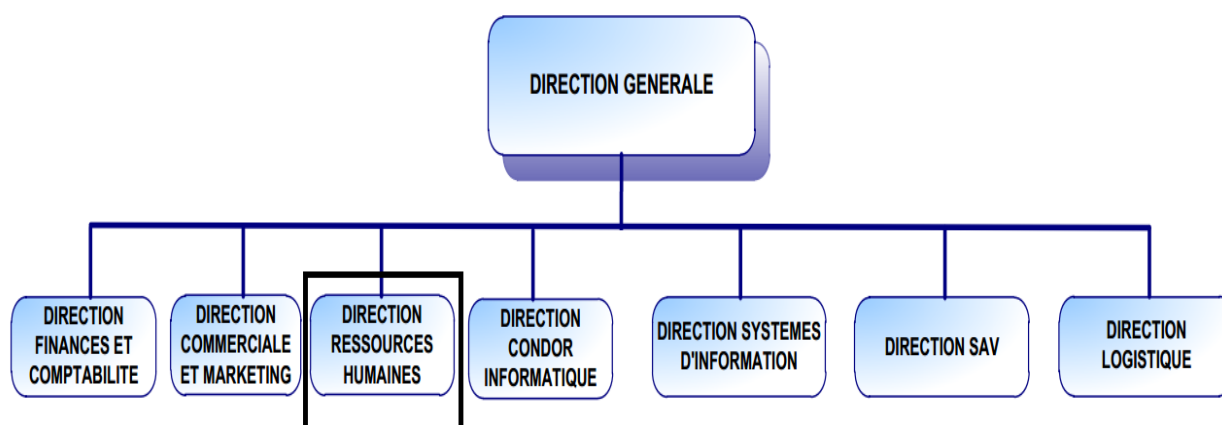 DIRECTION GENERALE
DIRECTION
FINANCES ET
COMPTABILITE
DIRECTION
COMMERCIALE
ET MARKETING
DIRECTION
RESSOURCES
HUMAINES
DIRECTION
CONDOR
INFORMATIQUE
DIRECTION SYSTEMES
D'INFORMATION
DIRECTION SAV
DIRECTION
LOGISTIQUE